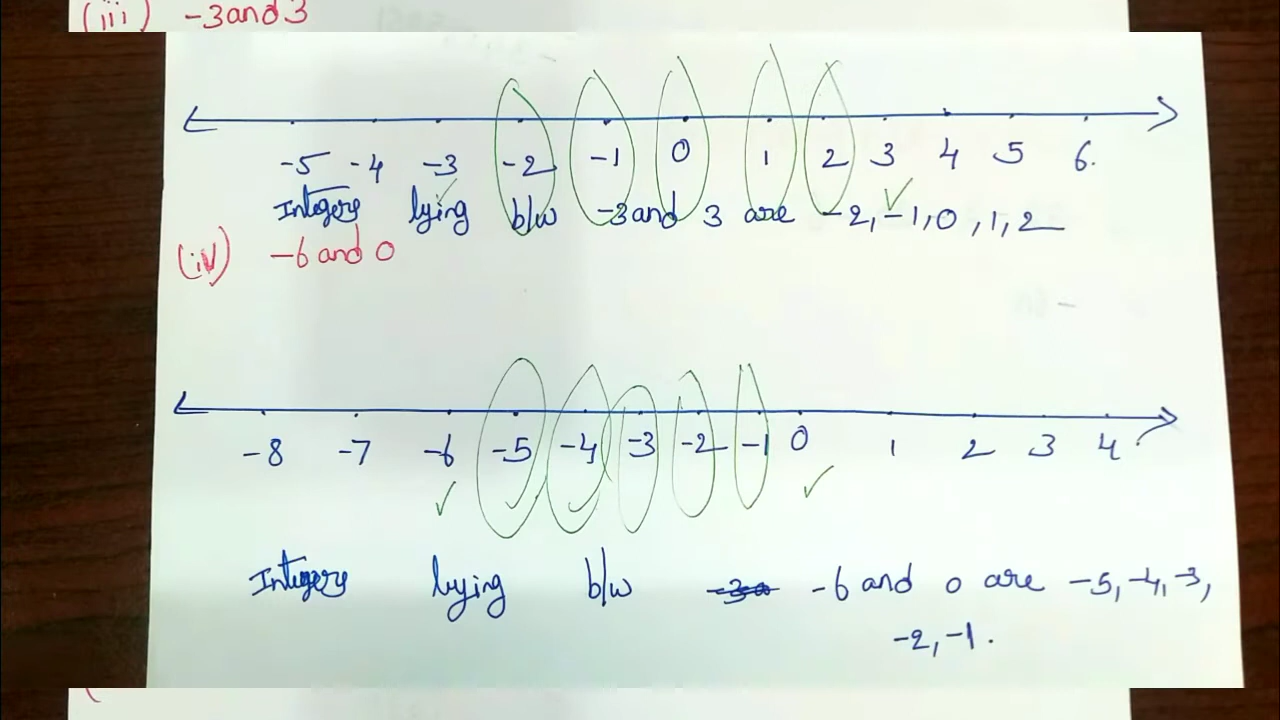 (iii) -3 and 3
-5 -4 -3 -2 -1 0 1 2 3 4 5 6.
Integers lying b/w -3 and 3 are -2, -1, 0, 1, 2
(iv) -6 and 0
-8 -7 -6 -5 -4 -3 -2 -1 0 1 2 3 4
Integers lying b/w -6 and 0 are -5, -4, -3,
-2, -1.